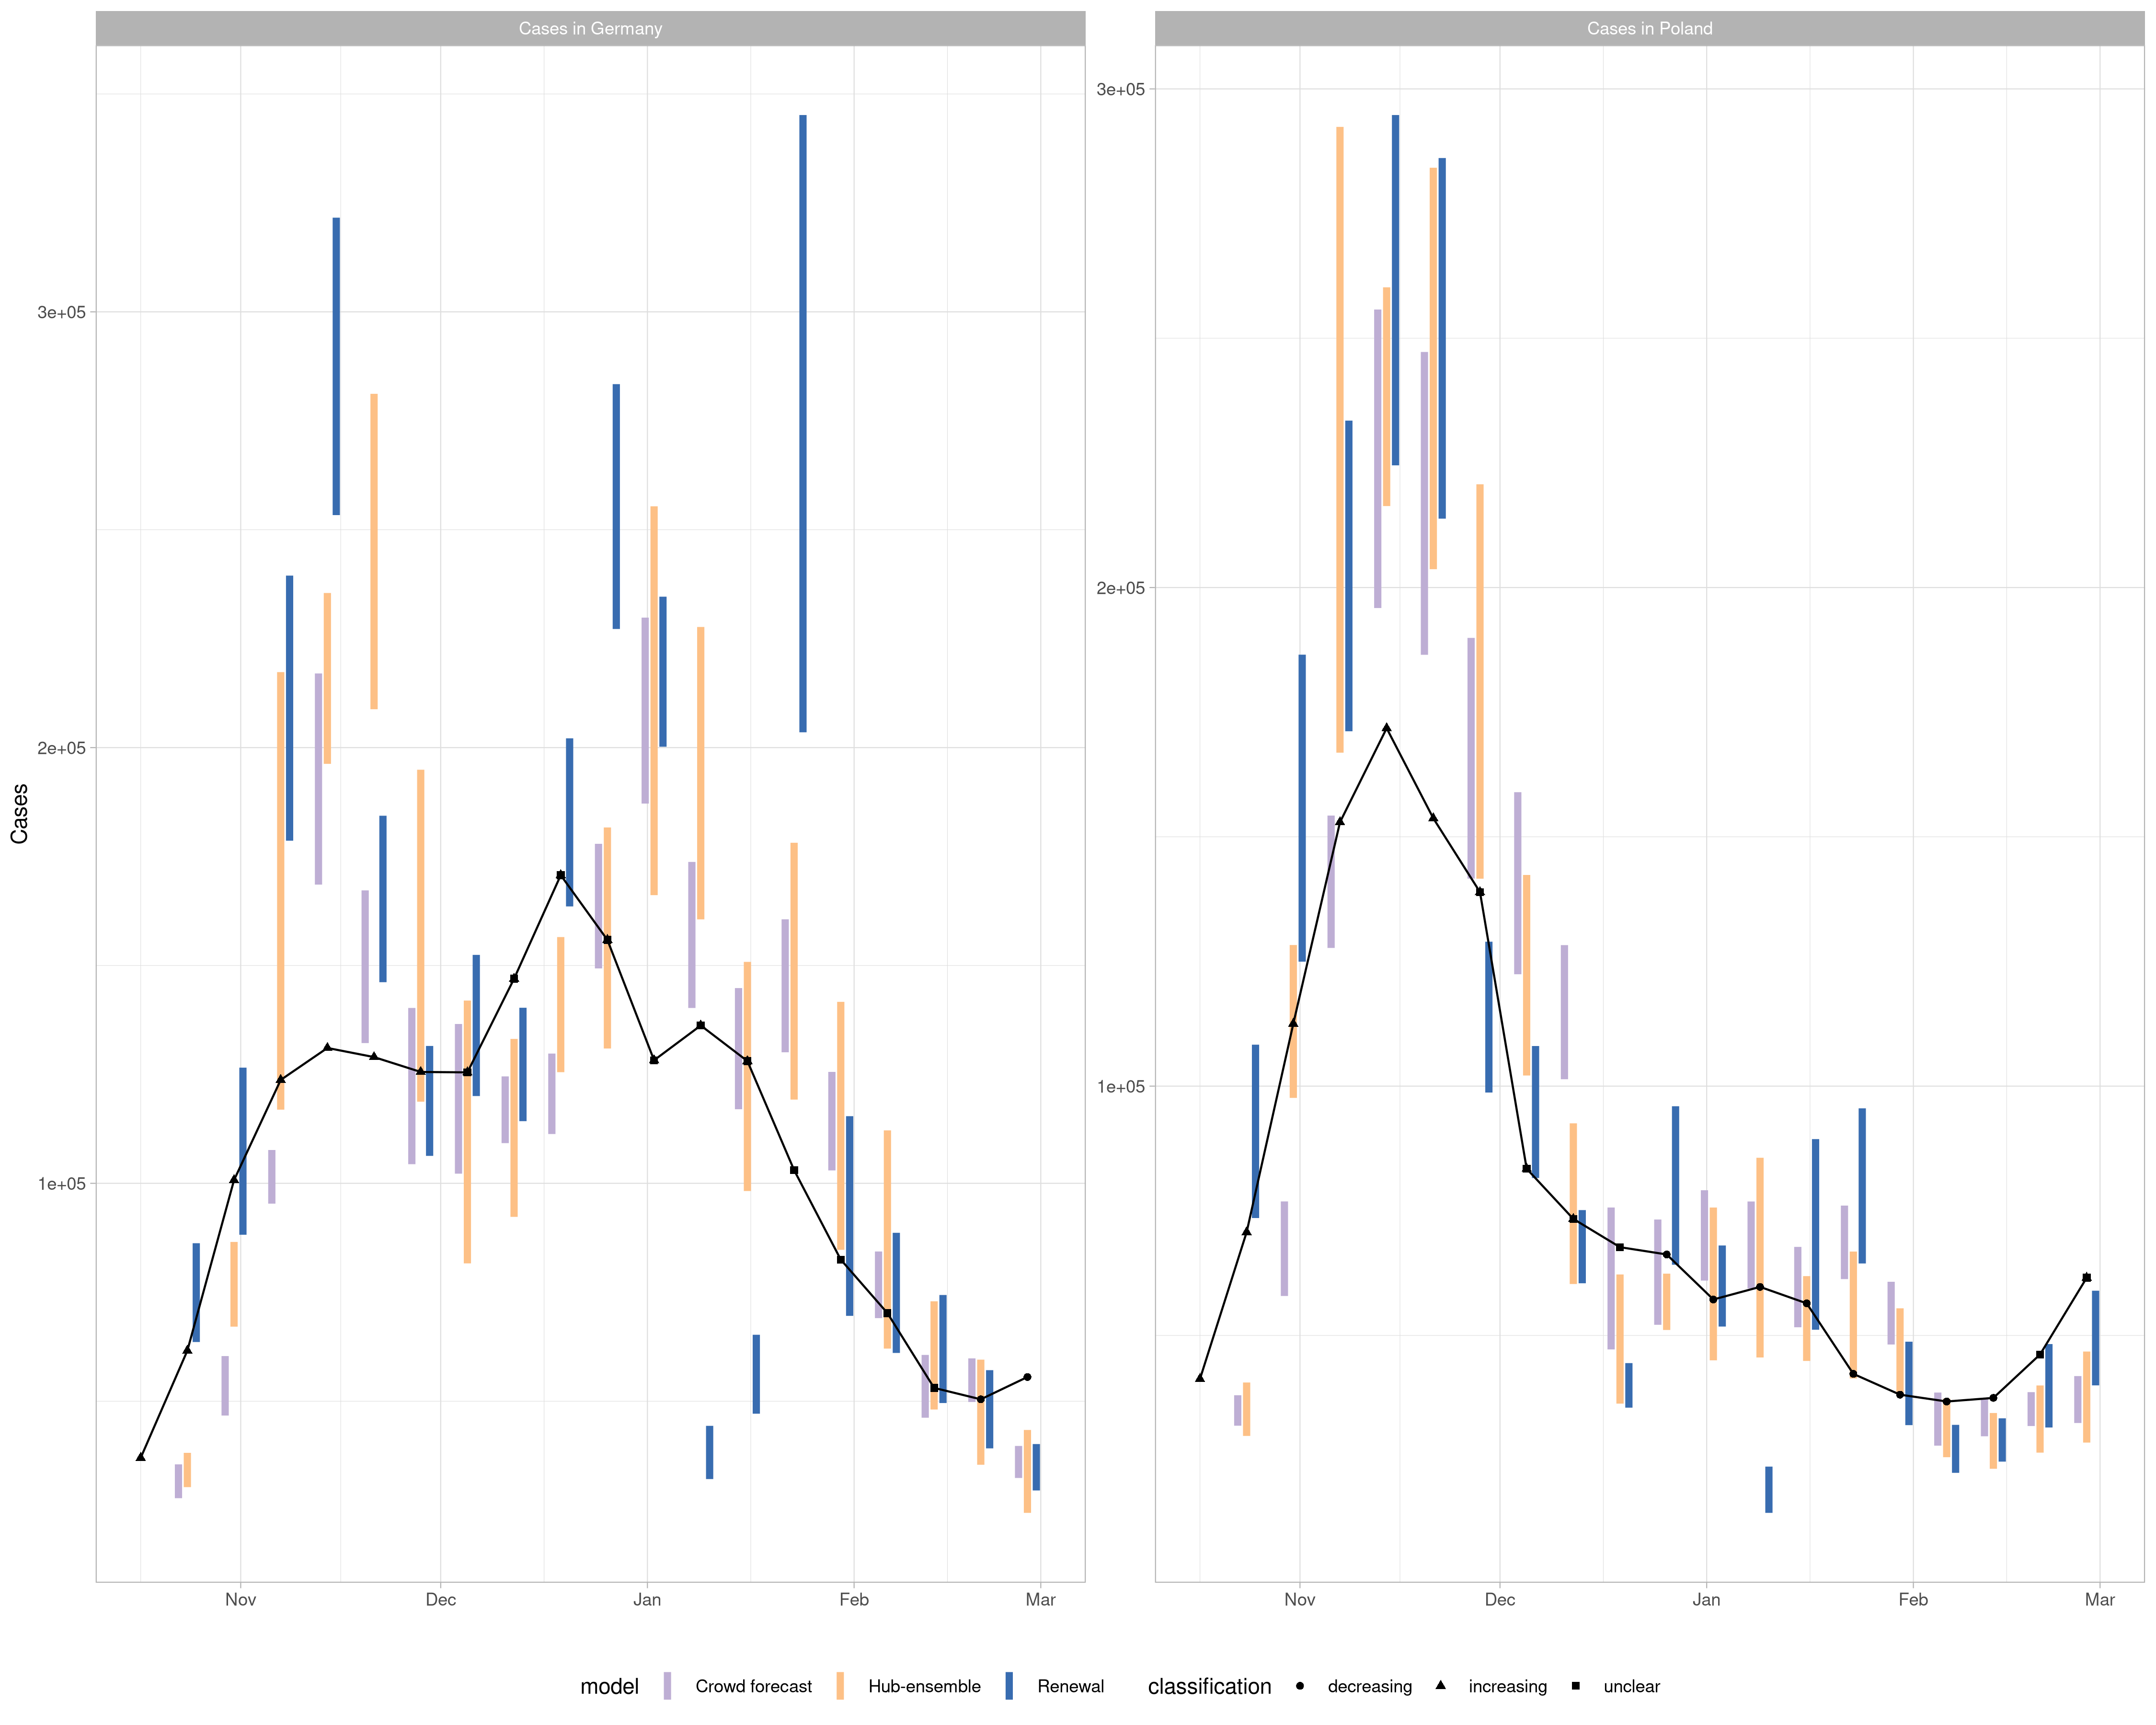 Cases in Germany
Cases in Poland
Cases
3e+05
2e+05
1e+05
3e+05
2e+05
1e+05
Nov Dec Jan Feb Mar
Nov Dec Jan Feb Mar
model Crowd forecast Hub-ensemble Renewal classification decreasing increasing unclear